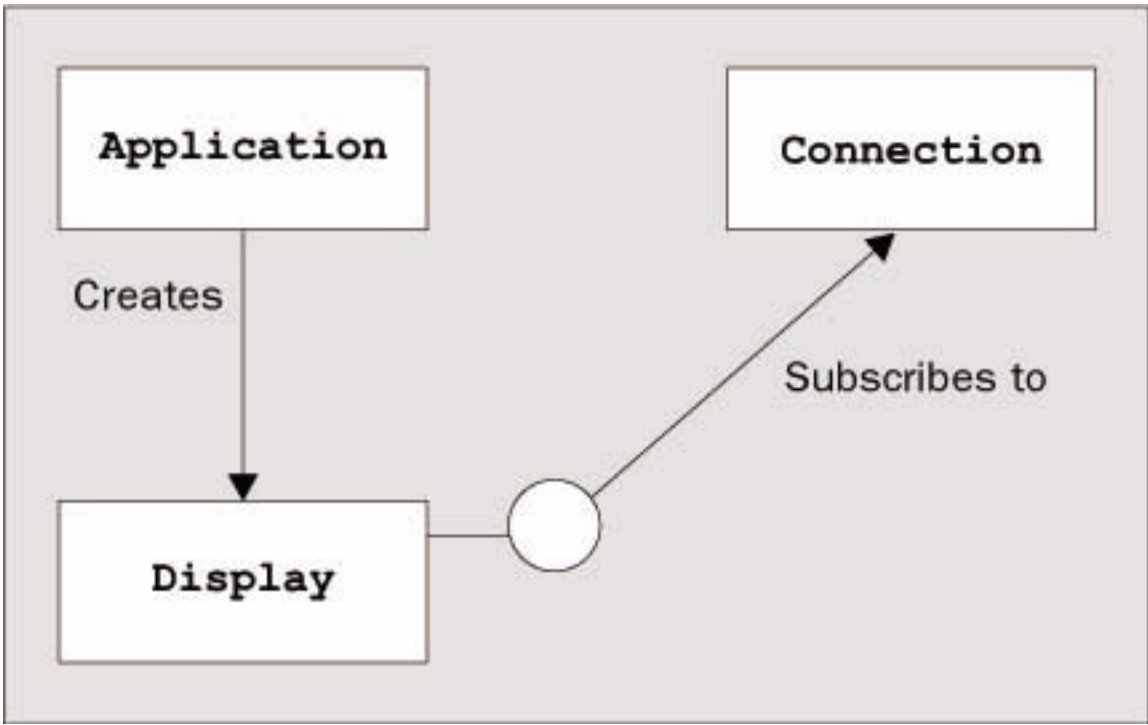 Application
Connection
Creates
Subscribes to
Display